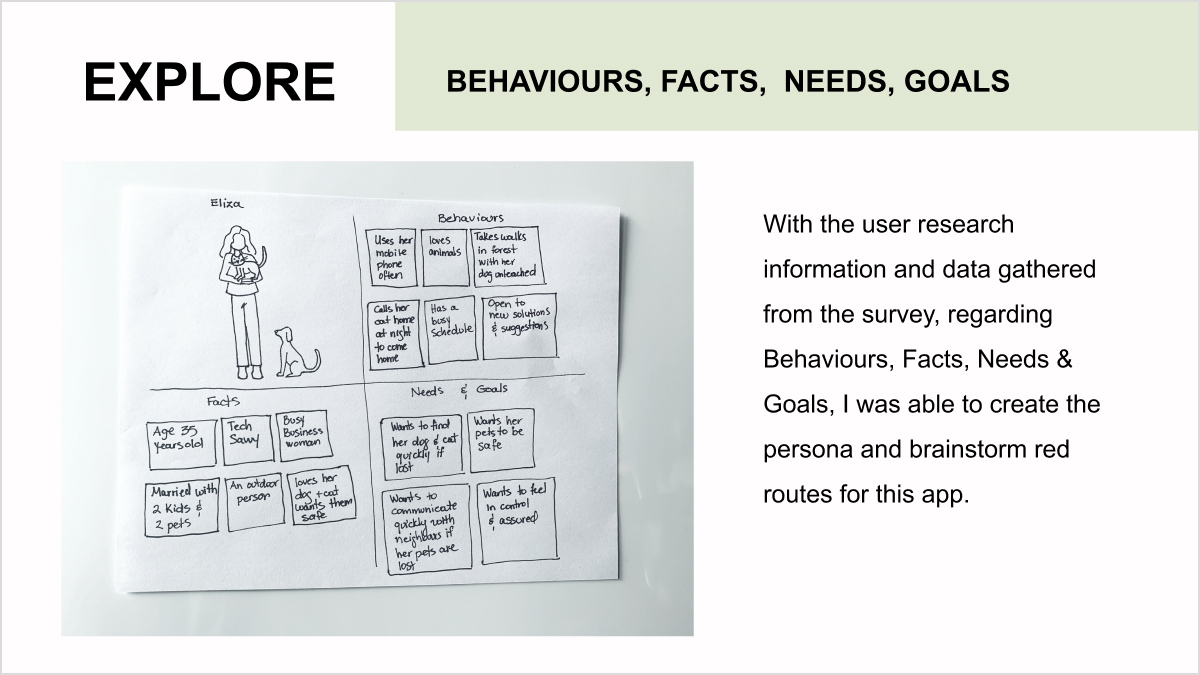 EXPLORE
BEHAVIOURS, FACTS,  NEEDS, GOALS
Eliza
Behaviours
Uses her
mobile
phone
often
loves
animals
Takes walks
in forest
with her
dog unleached
Calls her
cat home
at night
to come
home
Has a
busy
Schedule
Open to
new solutions
& suggestions
Facts
Age 35
years old
Tech
Savvy
Busy
Business
woman
Married with
2 Kids &
2 pets
An outdoor
person
loves her
dog + cat
wants them
safe
Needs & Goals
Wants to find
her dog & cat
quickly if
lost
Wants her
pets to be
safe
Wants to
communicate
quickly with
neighbours if
her pets are
lost
Wants to feel
in control
& assured
With the user research
information and data gathered
from the survey, regarding
Behaviours, Facts, Needs &
Goals, I was able to create the
persona and brainstorm red
routes for this app.